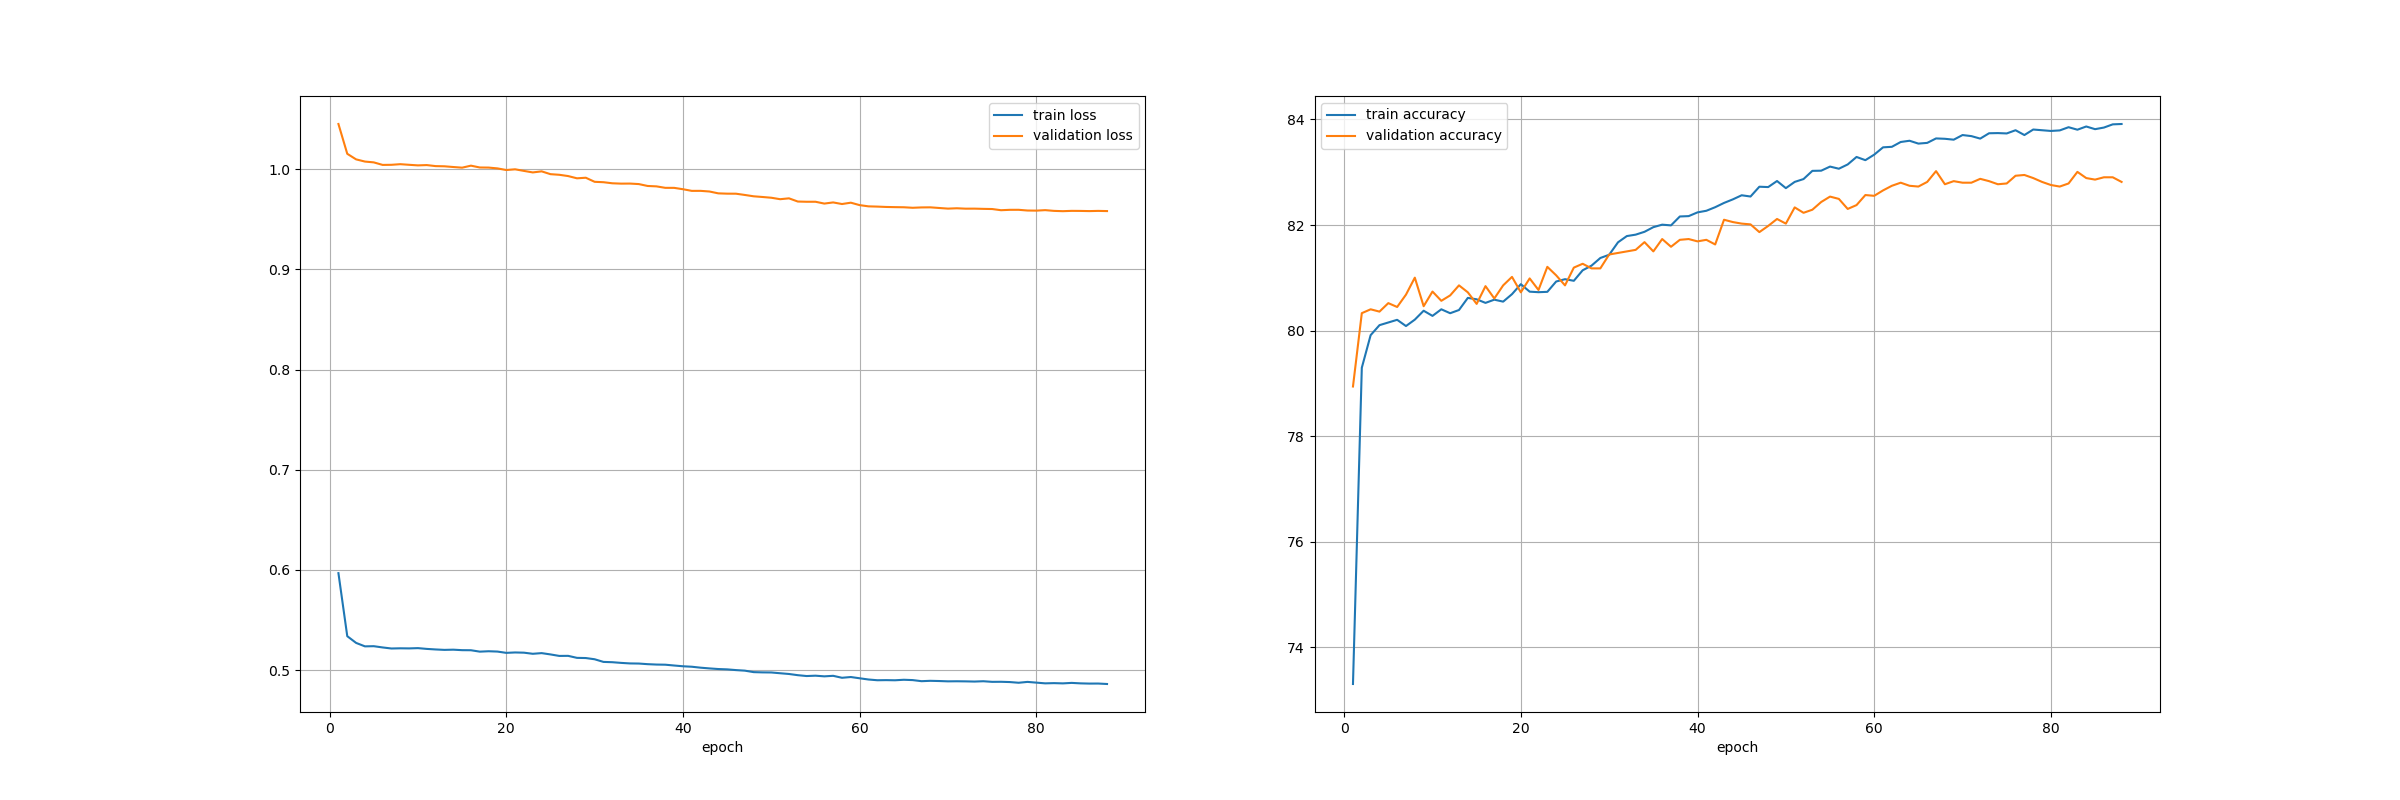 train loss
validation loss
1.0
0.9
0.8
0.7
0.6
0.5
0 20 40 60 80
epoch
train accuracy
validation accuracy
84
82
80
78
76
74
0 20 40 60 80
epoch